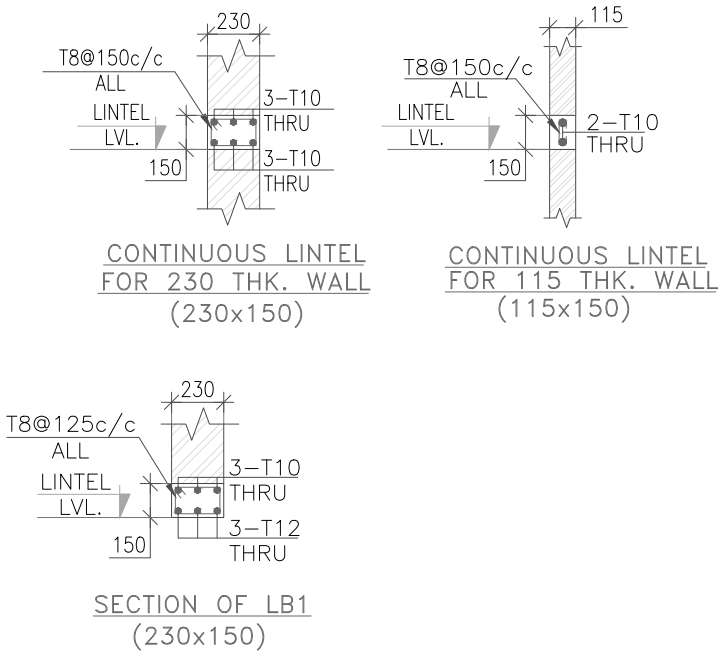 230
T8@150c/c
ALL
3-T10
THRU
LINTEL
LVL.
150
3-T10
THRU
CONTINUOUS LINTEL
FOR 230 THK. WALL
(230x150)
115
T8@150c/c
ALL
LINTEL
LVL.
2-T10
THRU
150
CONTINUOUS LINTEL
FOR 115 THK. WALL
(115x150)
230
T8@125c/c
ALL
3-T10
THRU
LINTEL
LVL.
3-T12
THRU
150
SECTION OF LB1
(230x150)